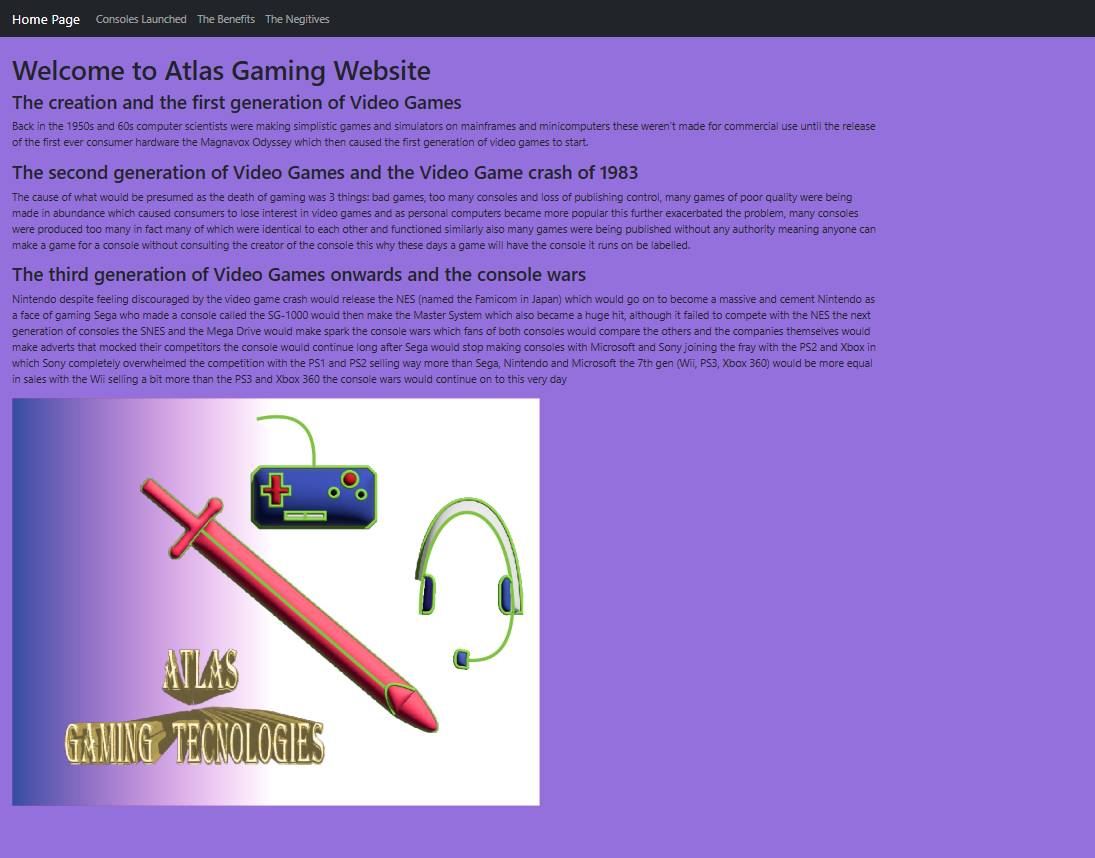 Home Page Consoles Launched The Benefits The Negitives
Welcome to Atlas Gaming Website
The creation and the first generation of Video Games
Back in the 1950s and 60s computer scientists were making simplistic games and simulators on mainframes and minicomputers these weren't made for commercial use until the release
of the first ever consumer hardware the Magnavox Odyssey which then caused the first generation of video games to start.
The second generation of Video Games and the Video Game crash of 1983
The cause of what would be presumed as the death of gaming was 3 things: bad games, too many consoles and loss of publishing control, many games of poor quality were being
made in abundance which caused consumers to lose interest in video games and as personal computers became more popular this further exacerbated the problem, many consoles
were produced too many in fact many of which were identical to each other and functioned similarly also many games were being published without any authority meaning anyone can
make a game for a console without consulting the creator of the console this why these days a game will have the console it runs on be labelled.
The third generation of Video Games onwards and the console wars
Nintendo despite feeling discouraged by the video game crash would release the NES (named the Famicom in Japan) which would go on to become a massive and cement Nintendo as
a face of gaming Sega who made a console called the SG-1000 would then make the Master System which also became a huge hit, although it failed to compete with the NES the next
generation of consoles the SNES and the Mega Drive would make spark the console wars which fans of both consoles would compare the others and the companies themselves would
make adverts that mocked their competitors the console would continue long after Sega would stop making consoles with Microsoft and Sony joining the fray with the PS2 and Xbox in
which Sony completely overwhelmed the competition with the PS1 and PS2 selling way more than Sega, Nintendo and Microsoft the 7th gen (Wii, PS3, Xbox 360) would be more equal
in sales with the Wii selling a bit more than the PS3 and Xbox 360 the console wars would continue on to this very day
ATLAS
GAMING TECNOLOGIES